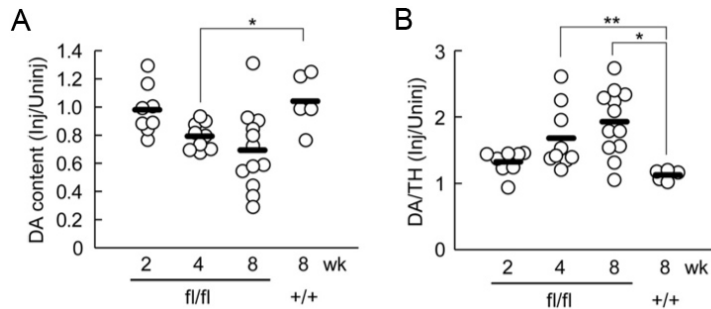 A
DA content (Inj/Uninj)
1.4
1.2
1.0
0.8
0.6
0.4
0.2
0
*
2 4 8 8 wk
fl/fl +/+
B
DA/TH (Inj/Uninj)
3
2
1
0
**
*
2 4 8 8 wk
fl/fl +/+